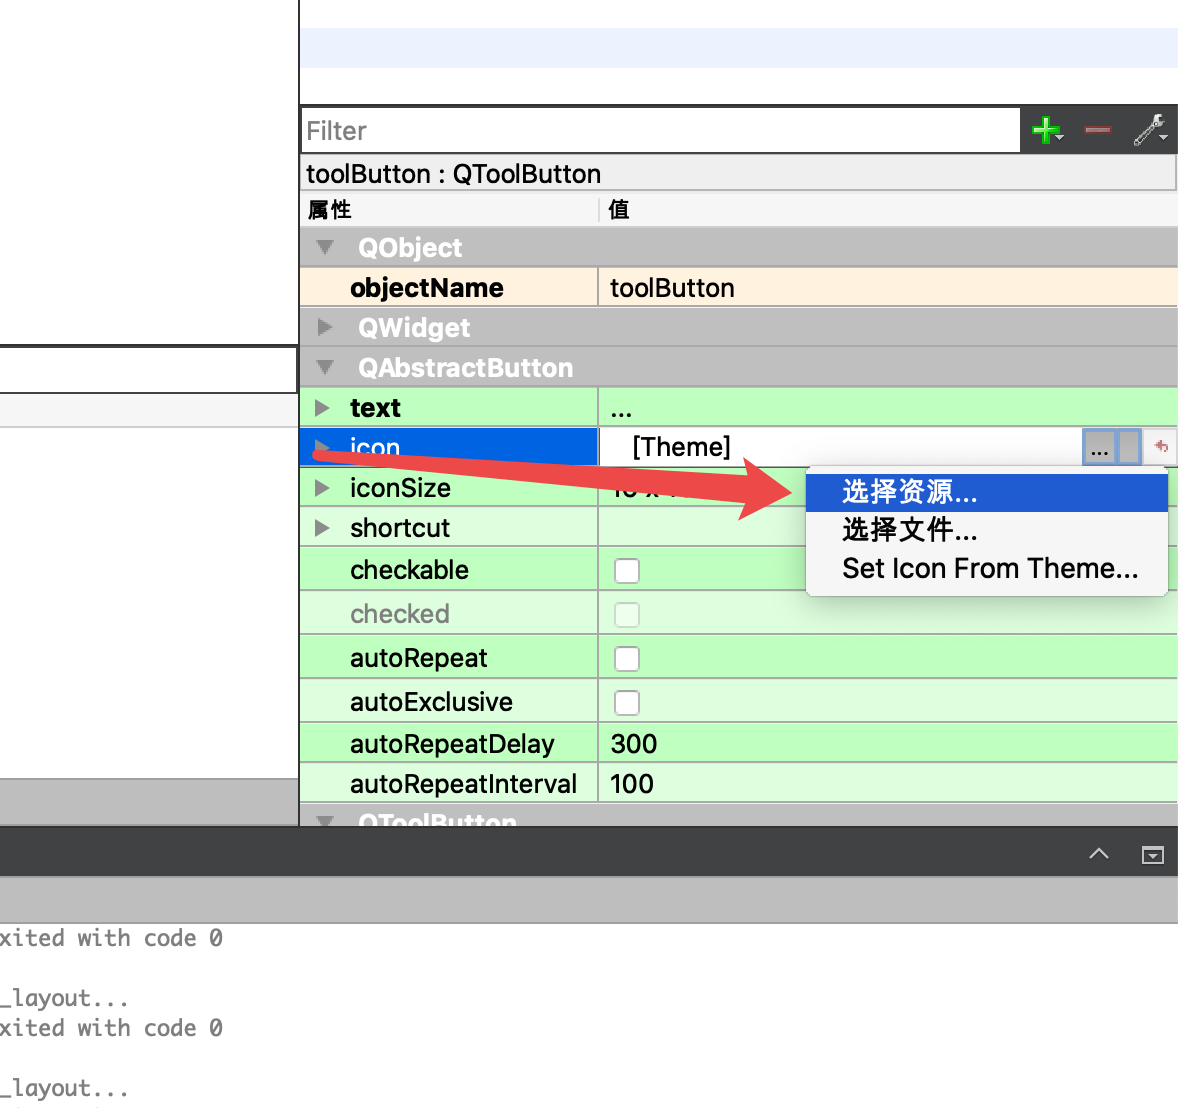 Filter
toolButton : QToolButton
属性 值
QObject
objectName toolButton
QWidget
QAbstractButton
text ...
icon [Theme] ...
iconSize
选择资源...
shortcut
选择文件...
checkable
Set Icon From Theme...
checked
autoRepeat
autoExclusive
autoRepeatDelay 300
autoRepeatInterval 100
QToolButton
xited with code 0
_layout...
xited with code 0
_layout...